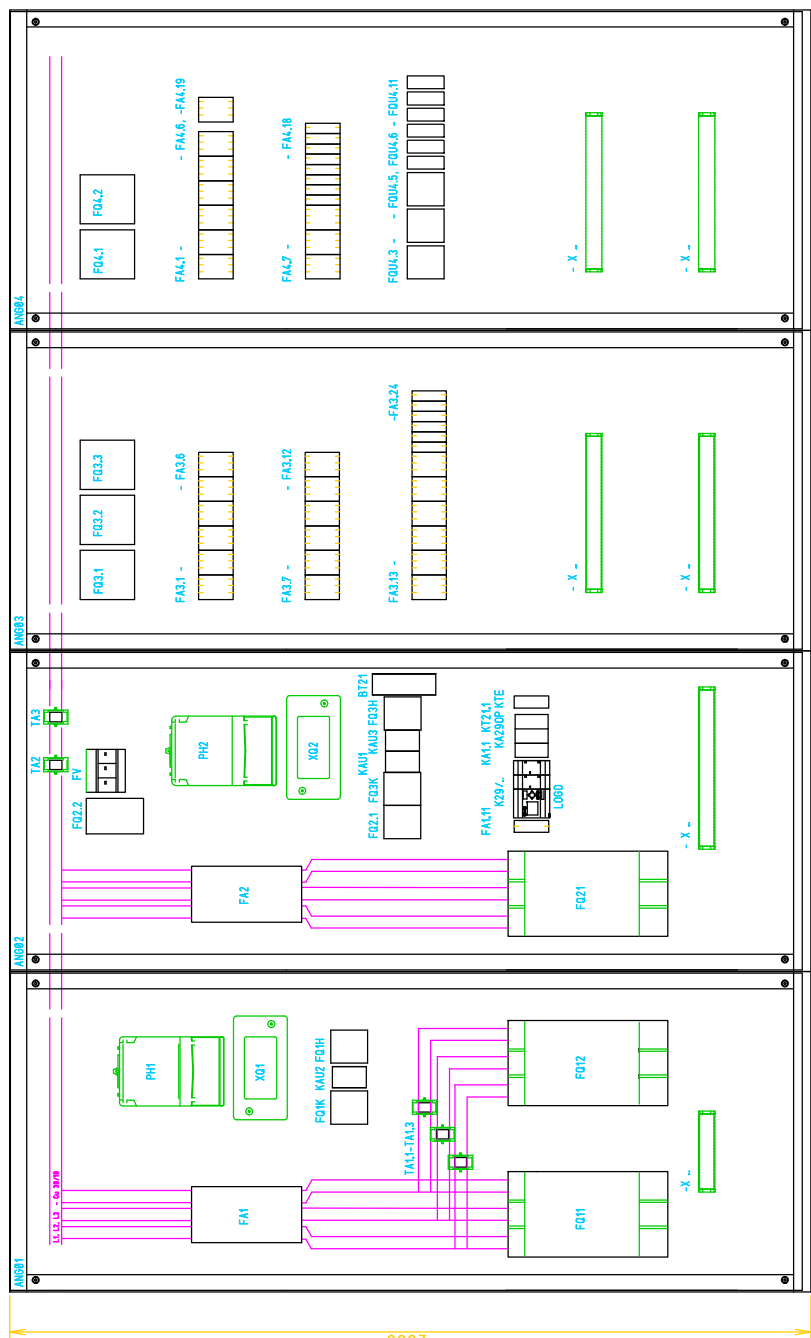 ANG01
L1, L2, L3 - Cu 30/10
PH1
FA1
XQ1
FQ1K
KAU2
FQ1H
TA1.1-TA1.3
FQ11
FQ12
-X -
ANG02
TA2
TA3
FQ2.2
FV
PH2
FA2
XQ2
FQ2.1
FQ3K
KAU1
KAU3
FQ3H
BT21
FA1.11
K29/..
KA1.1
KT21.1
KA29OP
KTE
LOGO
FQ21
- X -
ANG03
FQ3.1
FQ3.2
FQ3.3
FA3.1 -
- FA3.6
FA3.7 -
- FA3.12
FA3.13 -
-FA3.24
- X -
- X -
ANG04
FQ4.1
FQ4.2
FA4.1 -
- FA4.6, -FA4.19
FA4.7 -
- FA4.18
FQU4.3 -
- FQU4.5, FQU4.6 - FQU4.11
- X -
- X -